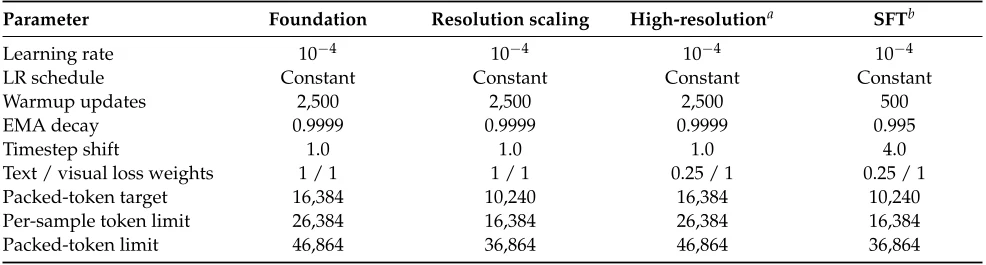 Parameter Foundation Resolution scaling High-resolution^a SFT^b
Learning rate 10^−4 10^−4 10^−4 10^−4
LR schedule Constant Constant Constant Constant
Warmup updates 2,500 2,500 2,500 500
EMA decay 0.9999 0.9999 0.9999 0.995
Timestep shift 1.0 1.0 1.0 4.0
Text / visual loss weights 1 / 1 1 / 1 0.25 / 1 0.25 / 1
Packed-token target 16,384 10,240 16,384 10,240
Per-sample token limit 26,384 16,384 26,384 16,384
Packed-token limit 46,864 36,864 46,864 36,864